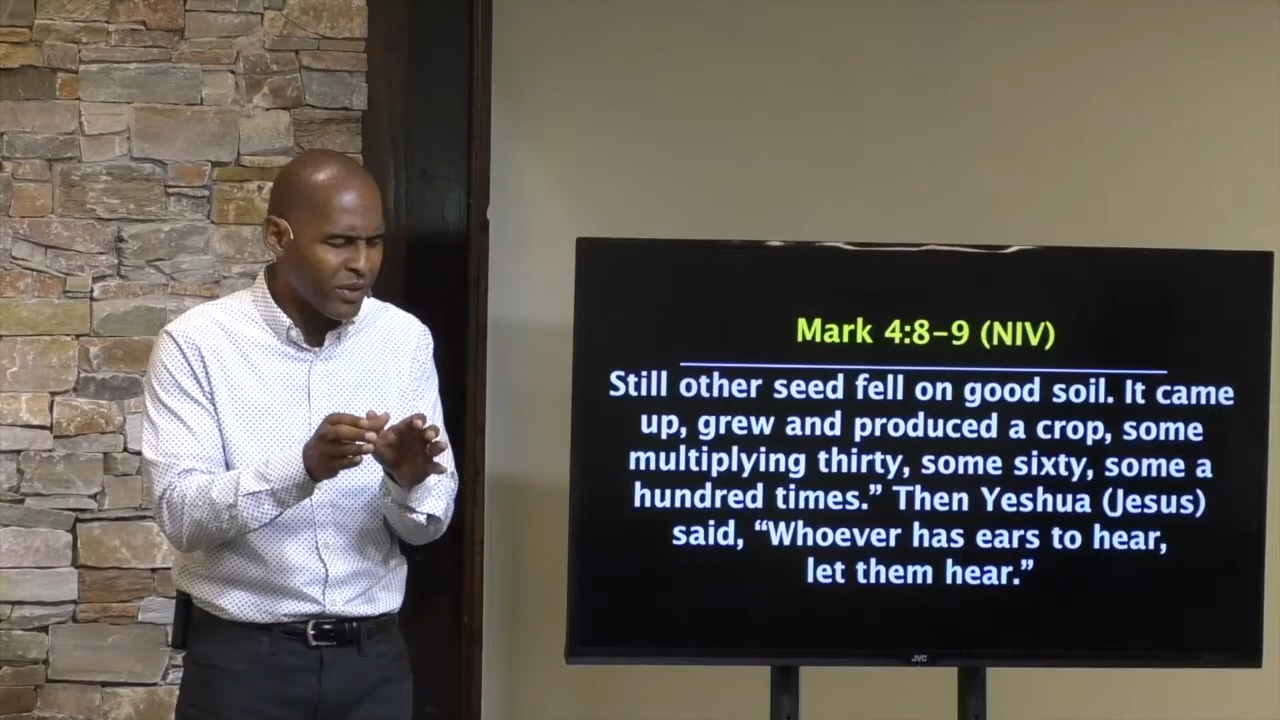 Mark 4:8–9 (NIV)
Still other seed fell on good soil. It came
up, grew and produced a crop, some
multiplying thirty, some sixty, some a
hundred times.” Then Yeshua (Jesus)
said, “Whoever has ears to hear,
let them hear.”
JVC